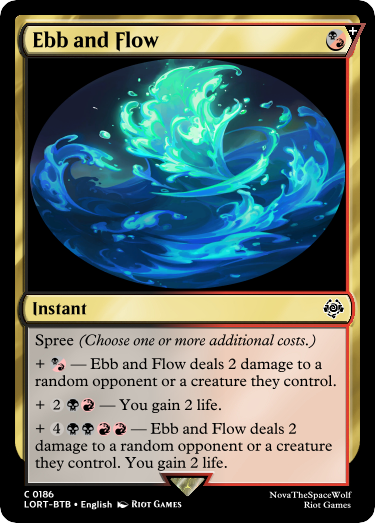 Ebb and Flow
Instant
Spree (Choose one or more additional costs.)
+ — Ebb and Flow deals 2 damage to a
random opponent or a creature they control.
+ 2 — You gain 2 life.
+ 4 — Ebb and Flow deals 2
damage to a random opponent or a creature
they control. You gain 2 life.
C 0186
LORT-BTB • English RIOT GAMES
NovaTheSpaceWolf
Riot Games